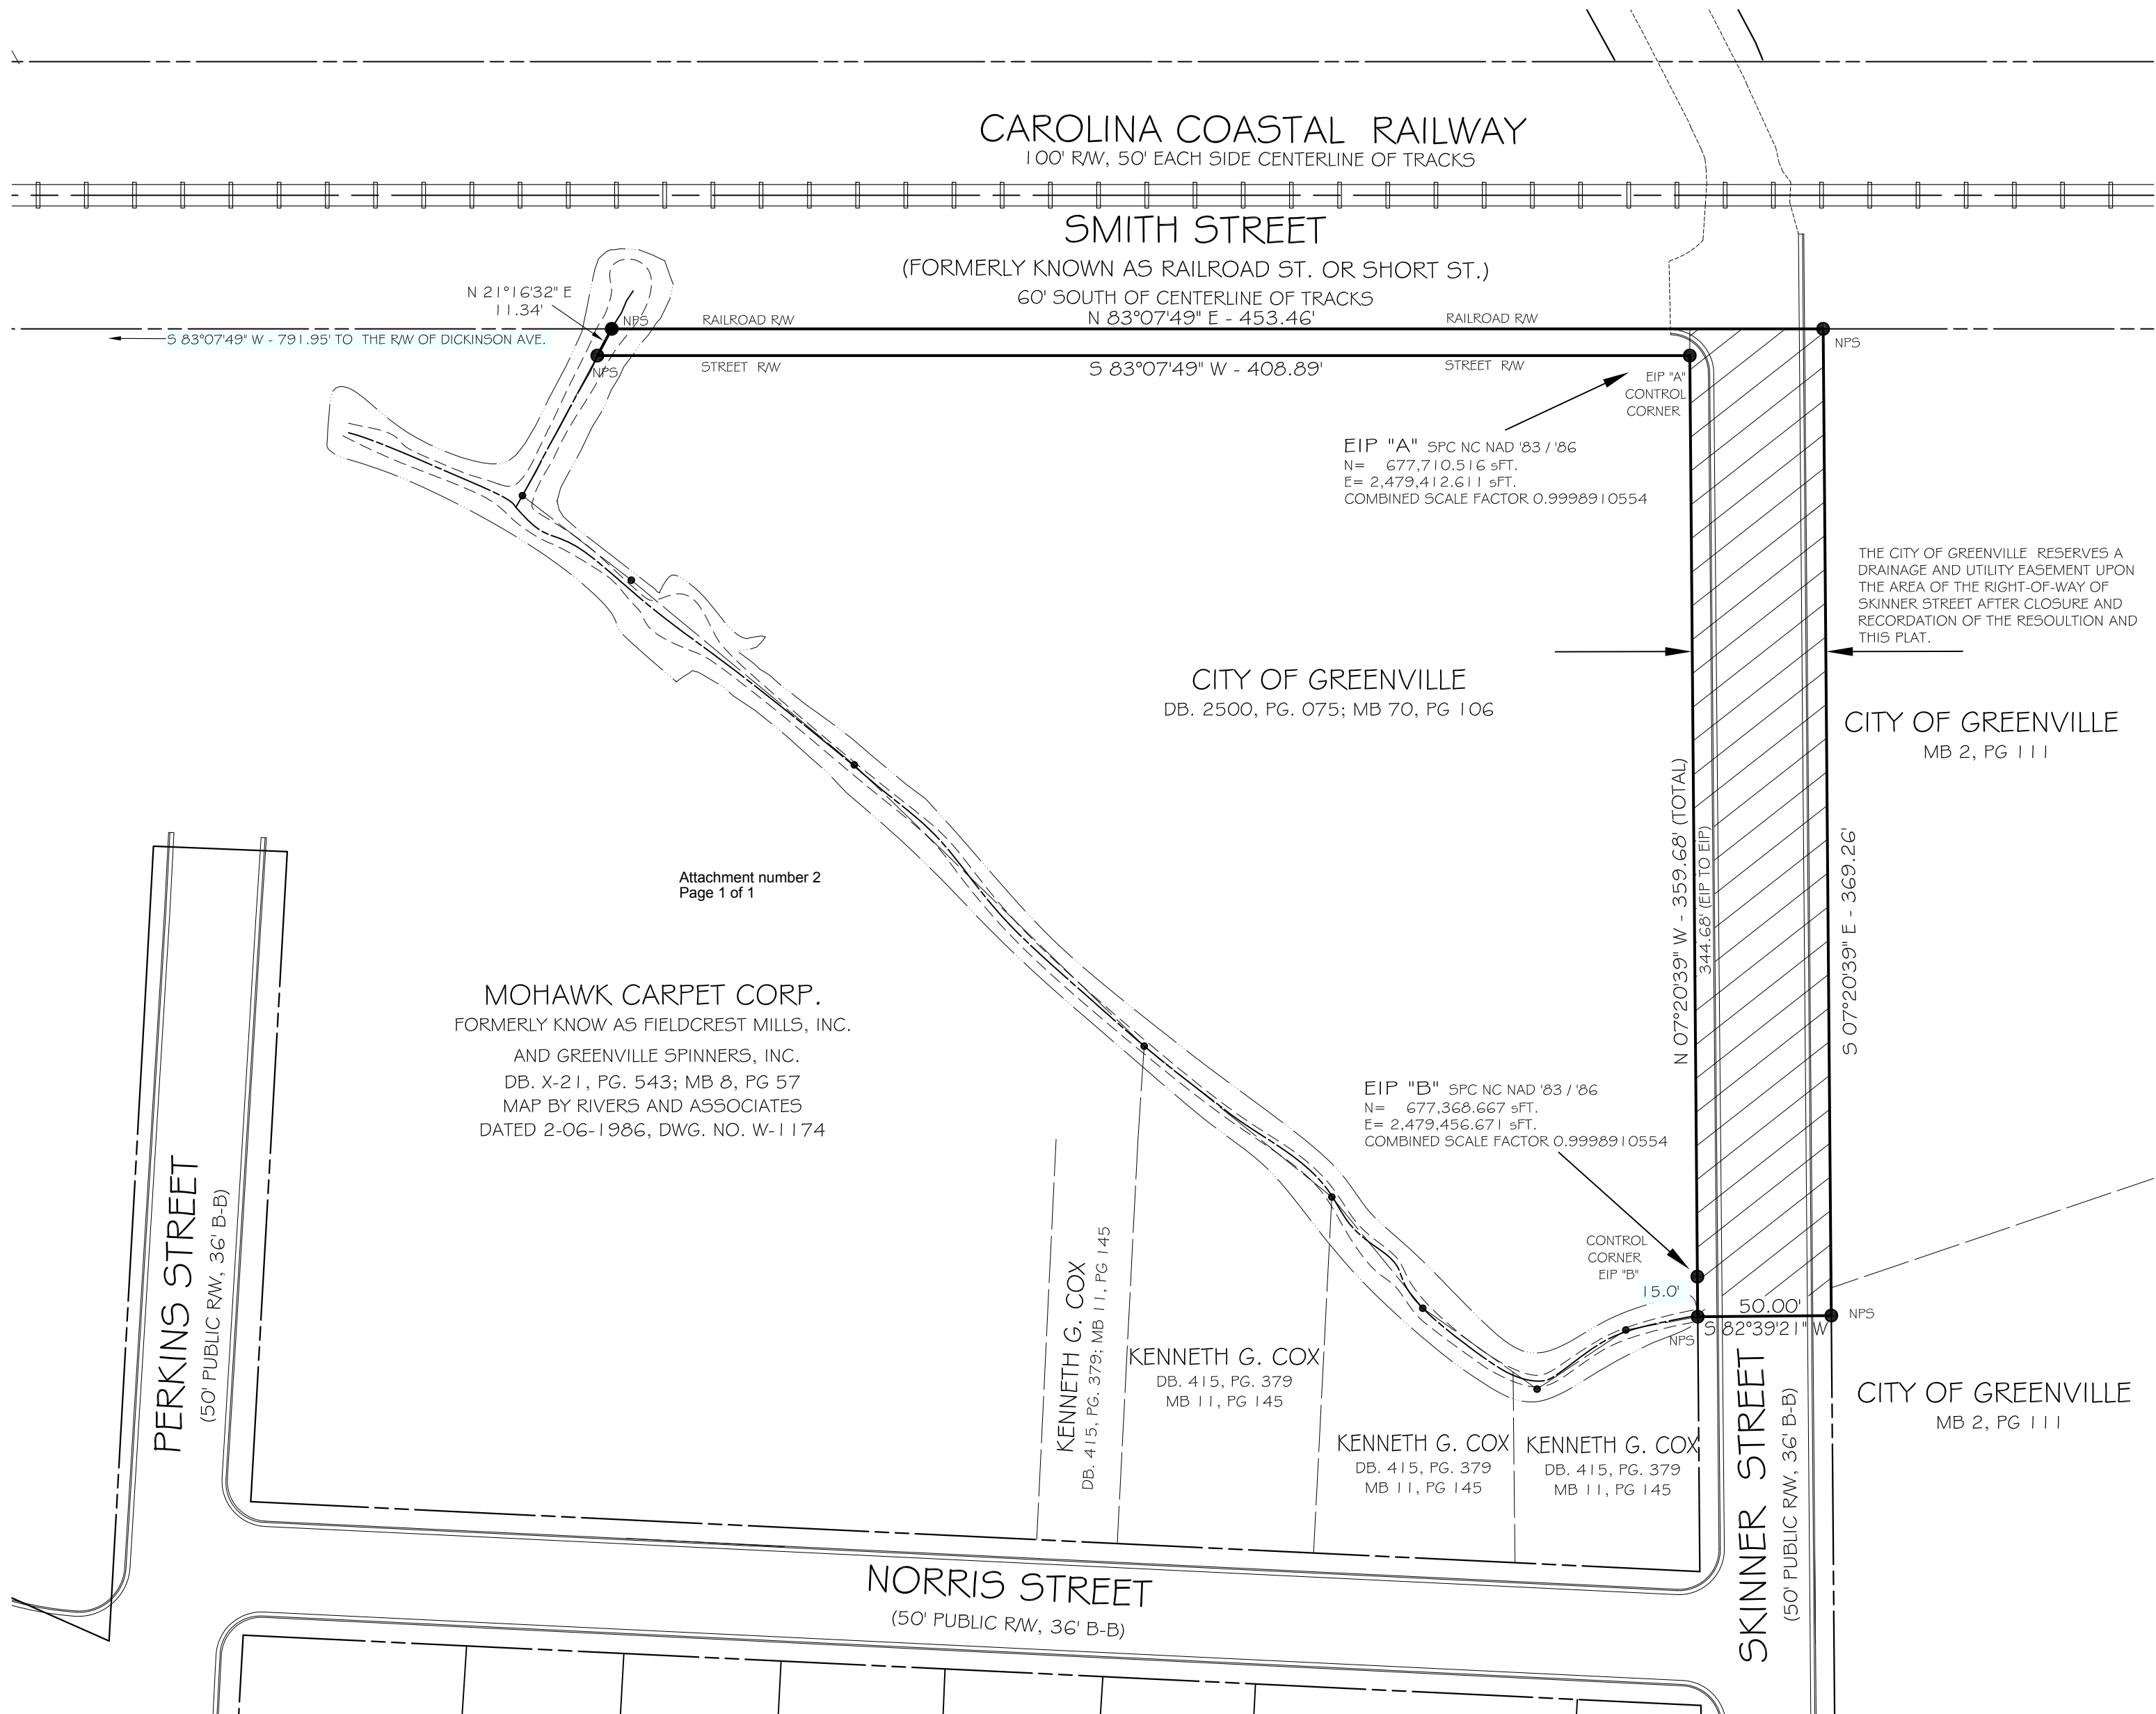 CAROLINA COASTAL RAILWAY
100' R/W, 50' EACH SIDE CENTERLINE OF TRACKS
SMITH STREET
(FORMERLY KNOWN AS RAILROAD ST. OR SHORT ST.)
60' SOUTH OF CENTERLINE OF TRACKS
N 83°07'49" E - 453.46'
N 21°16'32" E
11.34'
NPS
RAILROAD R/W
RAILROAD R/W
S 83°07'49" W - 791.95' TO THE R/W OF DICKINSON AVE.
NPS
NPS
STREET R/W
S 83°07'49" W - 408.89'
STREET R/W
EIP "A"
CONTROL
CORNER
EIP "A" SPC NC NAD '83 / '86
N= 677,710.516 sFT.
E= 2,479,412.611 sFT.
COMBINED SCALE FACTOR 0.9998910554
THE CITY OF GREENVILLE RESERVES A
DRAINAGE AND UTILITY EASEMENT UPON
THE AREA OF THE RIGHT-OF-WAY OF
SKINNER STREET AFTER CLOSURE AND
RECORDATION OF THE RESOULTION AND
THIS PLAT.
CITY OF GREENVILLE
DB. 2500, PG. 075; MB 70, PG 106
CITY OF GREENVILLE
MB 2, PG 111
N 07°20'39" W - 359.68' (TOTAL)
344.68' (EIP TO EIP)
S 07°20'39" E - 369.26'
Attachment number 2
Page 1 of 1
MOHAWK CARPET CORP.
FORMERLY KNOW AS FIELDCREST MILLS, INC.
AND GREENVILLE SPINNERS, INC.
DB. X-21, PG. 543; MB 8, PG 57
MAP BY RIVERS AND ASSOCIATES
DATED 2-06-1986, DWG. NO. W-1174
EIP "B" SPC NC NAD '83 / '86
N= 677,368.667 sFT.
E= 2,479,456.671 sFT.
COMBINED SCALE FACTOR 0.9998910554
CONTROL
CORNER
EIP "B"
15.0'
50.00'
S 82°39'21" W
NPS
NPS
PERKINS STREET
(50' PUBLIC R/W, 36' B-B)
KENNETH G. COX
DB. 415, PG. 379; MB 11, PG 145
KENNETH G. COX
DB. 415, PG. 379
MB 11, PG 145
KENNETH G. COX
DB. 415, PG. 379
MB 11, PG 145
KENNETH G. COX
DB. 415, PG. 379
MB 11, PG 145
SKINNER STREET
(50' PUBLIC R/W, 36' B-B)
CITY OF GREENVILLE
MB 2, PG 111
NORRIS STREET
(50' PUBLIC R/W, 36' B-B)